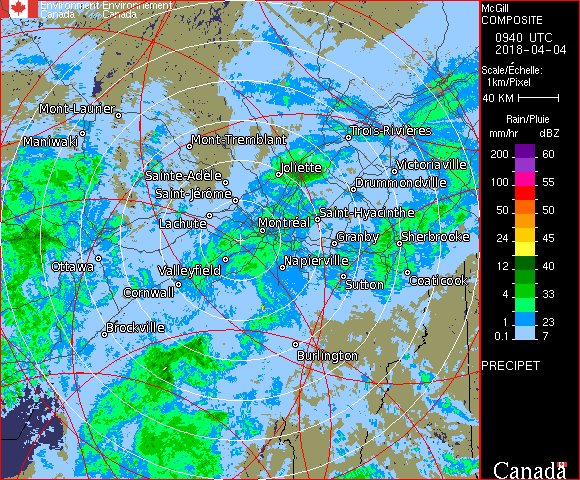 Environment Environnement
Canada Canada
Mont-Laurier
Maniwaki
Mont-Tremblant
Trois-Rivières
Joliette
Victoriaville
Sainte-Adèle
Drummondville
Saint-Jérôme
Saint-Hyacinthe
Lachute
Montréal
Granby
Sherbrooke
Ottawa
Valleyfield
Napierville
Cornwall
Sutton
Coaticook
Brockville
Burlington
McGill
COMPOSITE
0940 UTC
2018-04-04
Scale/Échelle:
1km/Pixel
40 KM
Rain/Pluie
mm/hr dBZ
200 60
100 55
50 50
24 45
12 40
4 33
1 23
0.1 7
PRECIPET
Canada